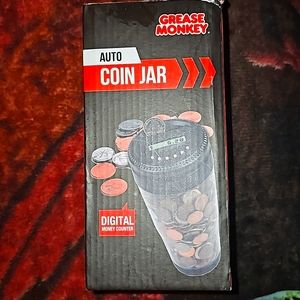 GREASE
MONKEY
AUTO
COIN JAR
DIGITAL
MONEY COUNTER